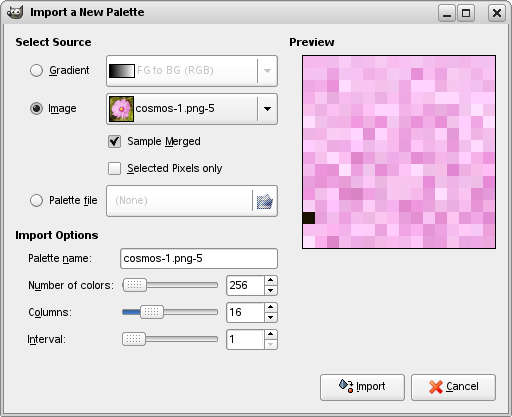 Import a New Palette
Select Source
Preview
Gradient
FG to BG (RGB)
Image
cosmos-1.png-5
Sample Merged
Selected Pixels only
Palette file
(None)
Import Options
Palette name:
cosmos-1.png-5
Number of colors:
256
Columns:
16
Interval:
1
Import
Cancel